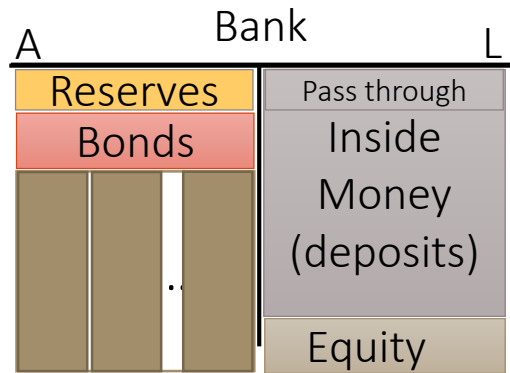 Bank
A
L
Reserves
Bonds
..
Pass through
Inside
Money
(deposits)
Equity